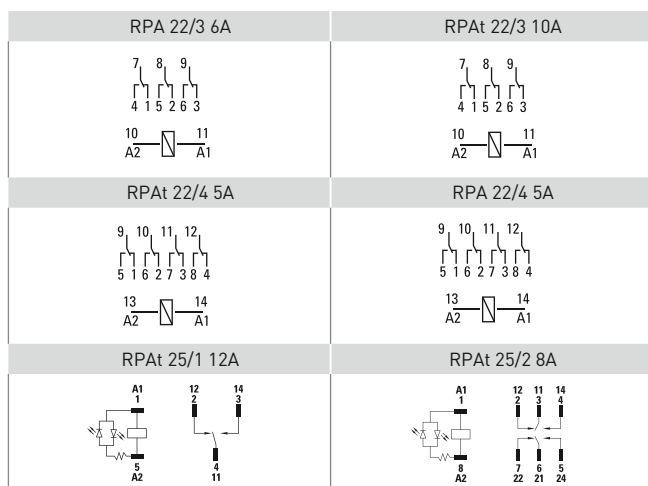 RPA 22/3 6A
RPAt 22/3 10A
7 8 9
4 1 5 2 6 3
10 11
A2 A1
7 8 9
4 1 5 2 6 3
10 11
A2 A1
RPAt 22/4 5A
RPA 22/4 5A
9 10 11 12
5 1 6 2 7 3 8 4
13 14
A2 A1
9 10 11 12
5 1 6 2 7 3 8 4
13 14
A2 A1
RPAt 25/1 12A
RPAt 25/2 8A
A1 12 14
1 2 3
5 4
A2 11
A1 12 11 14
1 2 3 4
8 7 6 5
A2 22 21 24